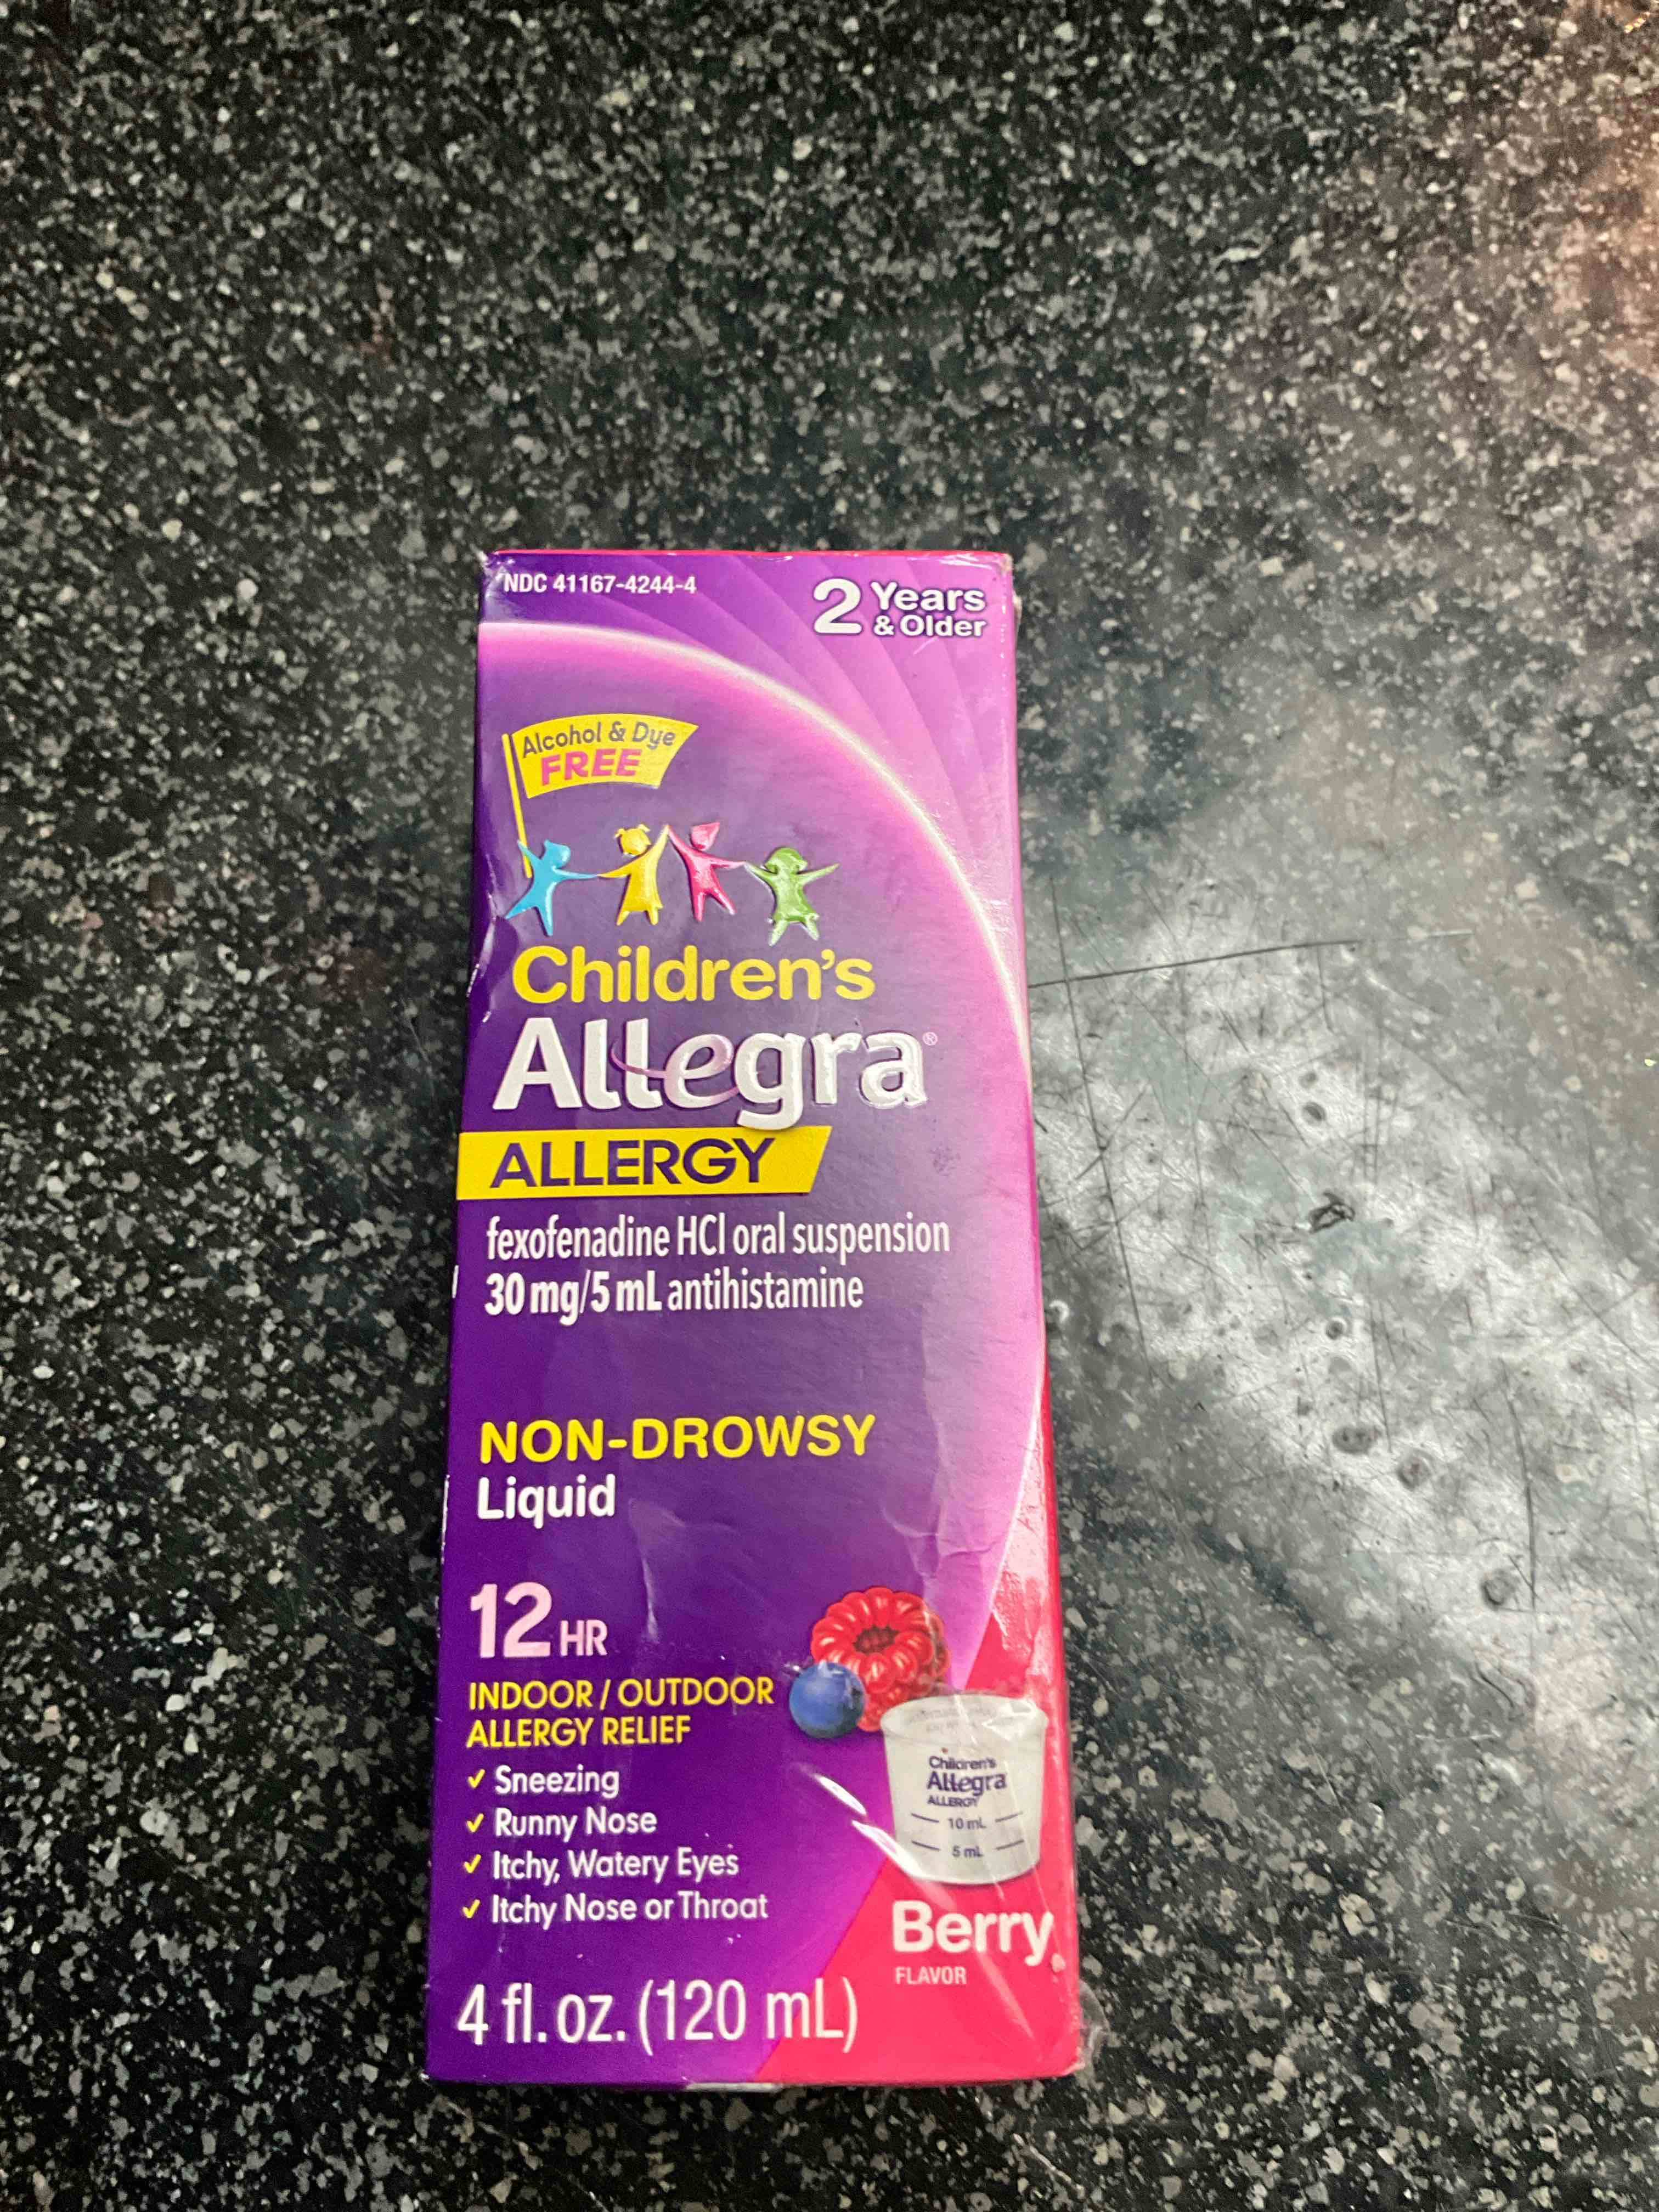 NDC 41167-4244-4
2 Years
& Older
Alcohol & Dye
FREE
Children's
Allegra®
ALLERGY
fexofenadine HCl oral suspension
30 mg/5 mL antihistamine
NON-DROWSY
Liquid
12 HR
INDOOR / OUTDOOR
ALLERGY RELIEF
✓ Sneezing
✓ Runny Nose
✓ Itchy, Watery Eyes
✓ Itchy Nose or Throat
Children's
Allegra
ALLERGY
10 mL
5 mL
Berry
FLAVOR
4 fl. oz. (120 mL)